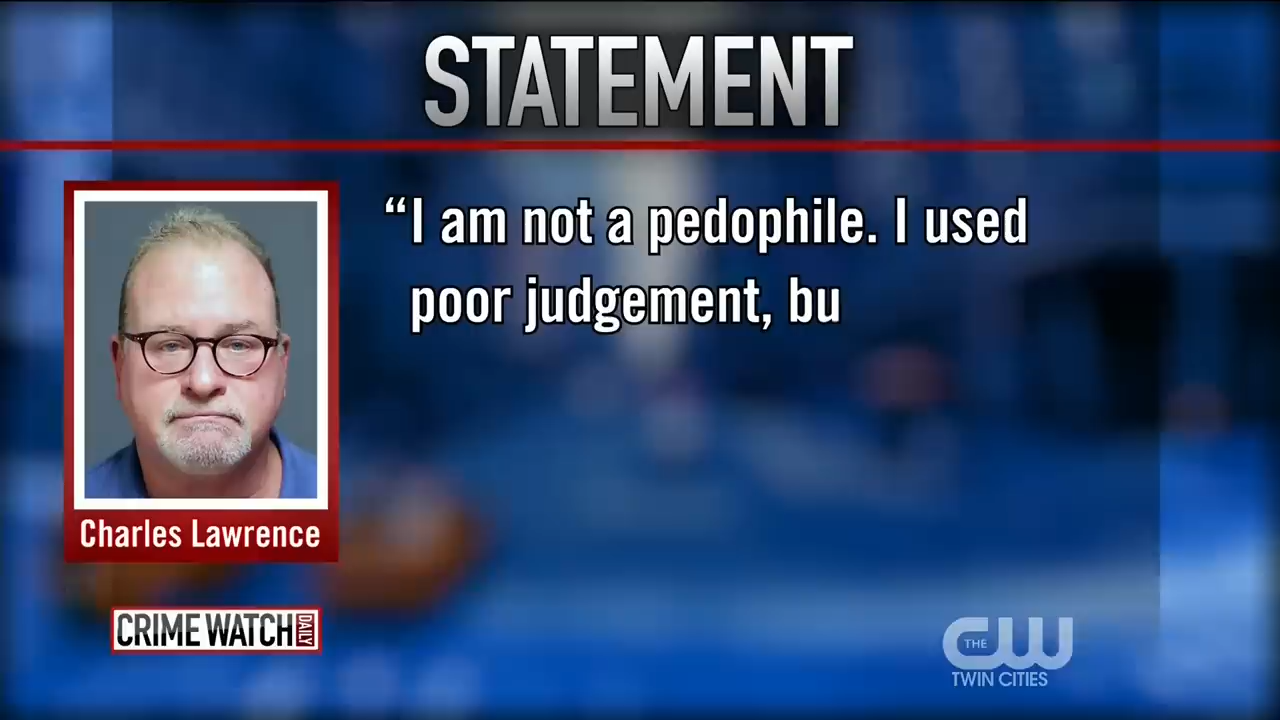 STATEMENT
“I am not a pedophile. I used
poor judgement, bu
Charles Lawrence
CRIME WATCH DAILY
THE CW
TWIN CITIES